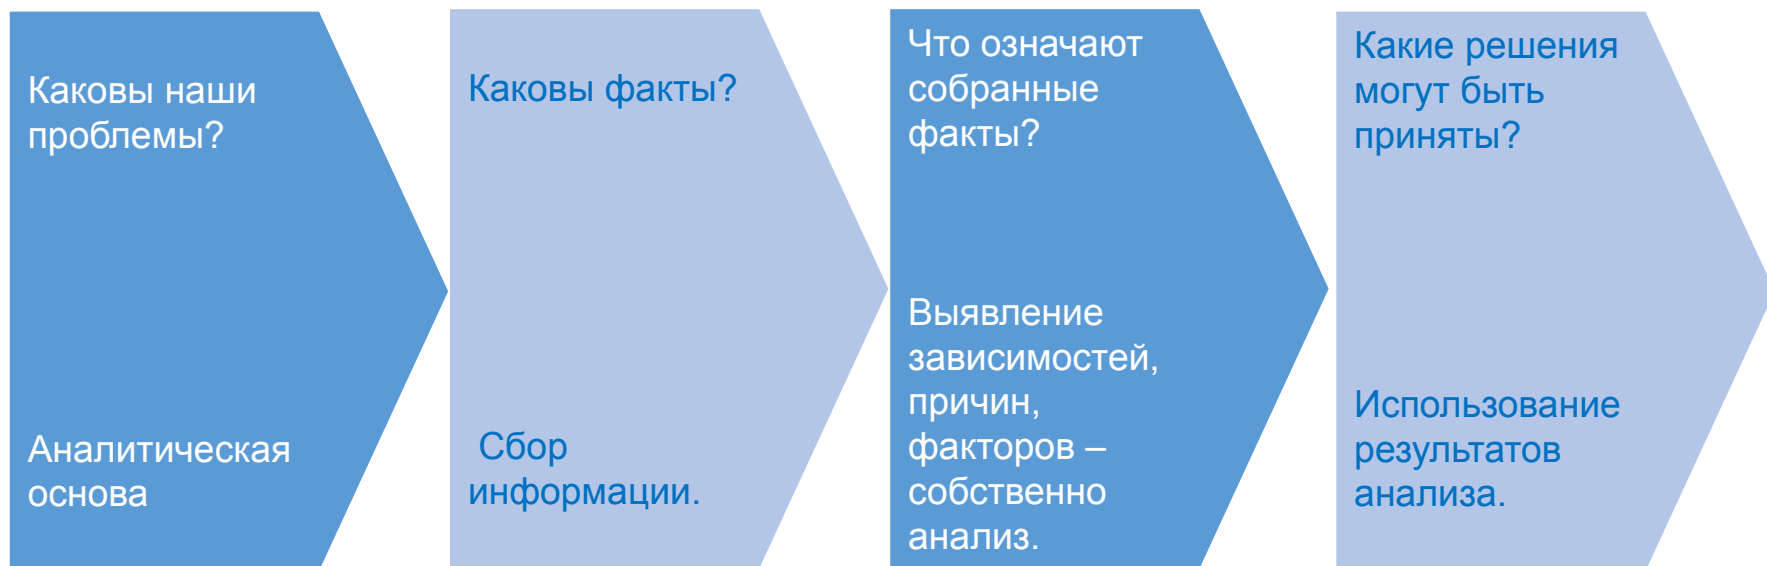 Каковы наши
проблемы?
Аналитическая
основа
Каковы факты?
Сбор
информации.
Что означают
собранные
факты?
Выявление
зависимостей,
причин,
факторов –
собственно
анализ.
Какие решения
могут быть
приняты?
Использование
результатов
анализа.